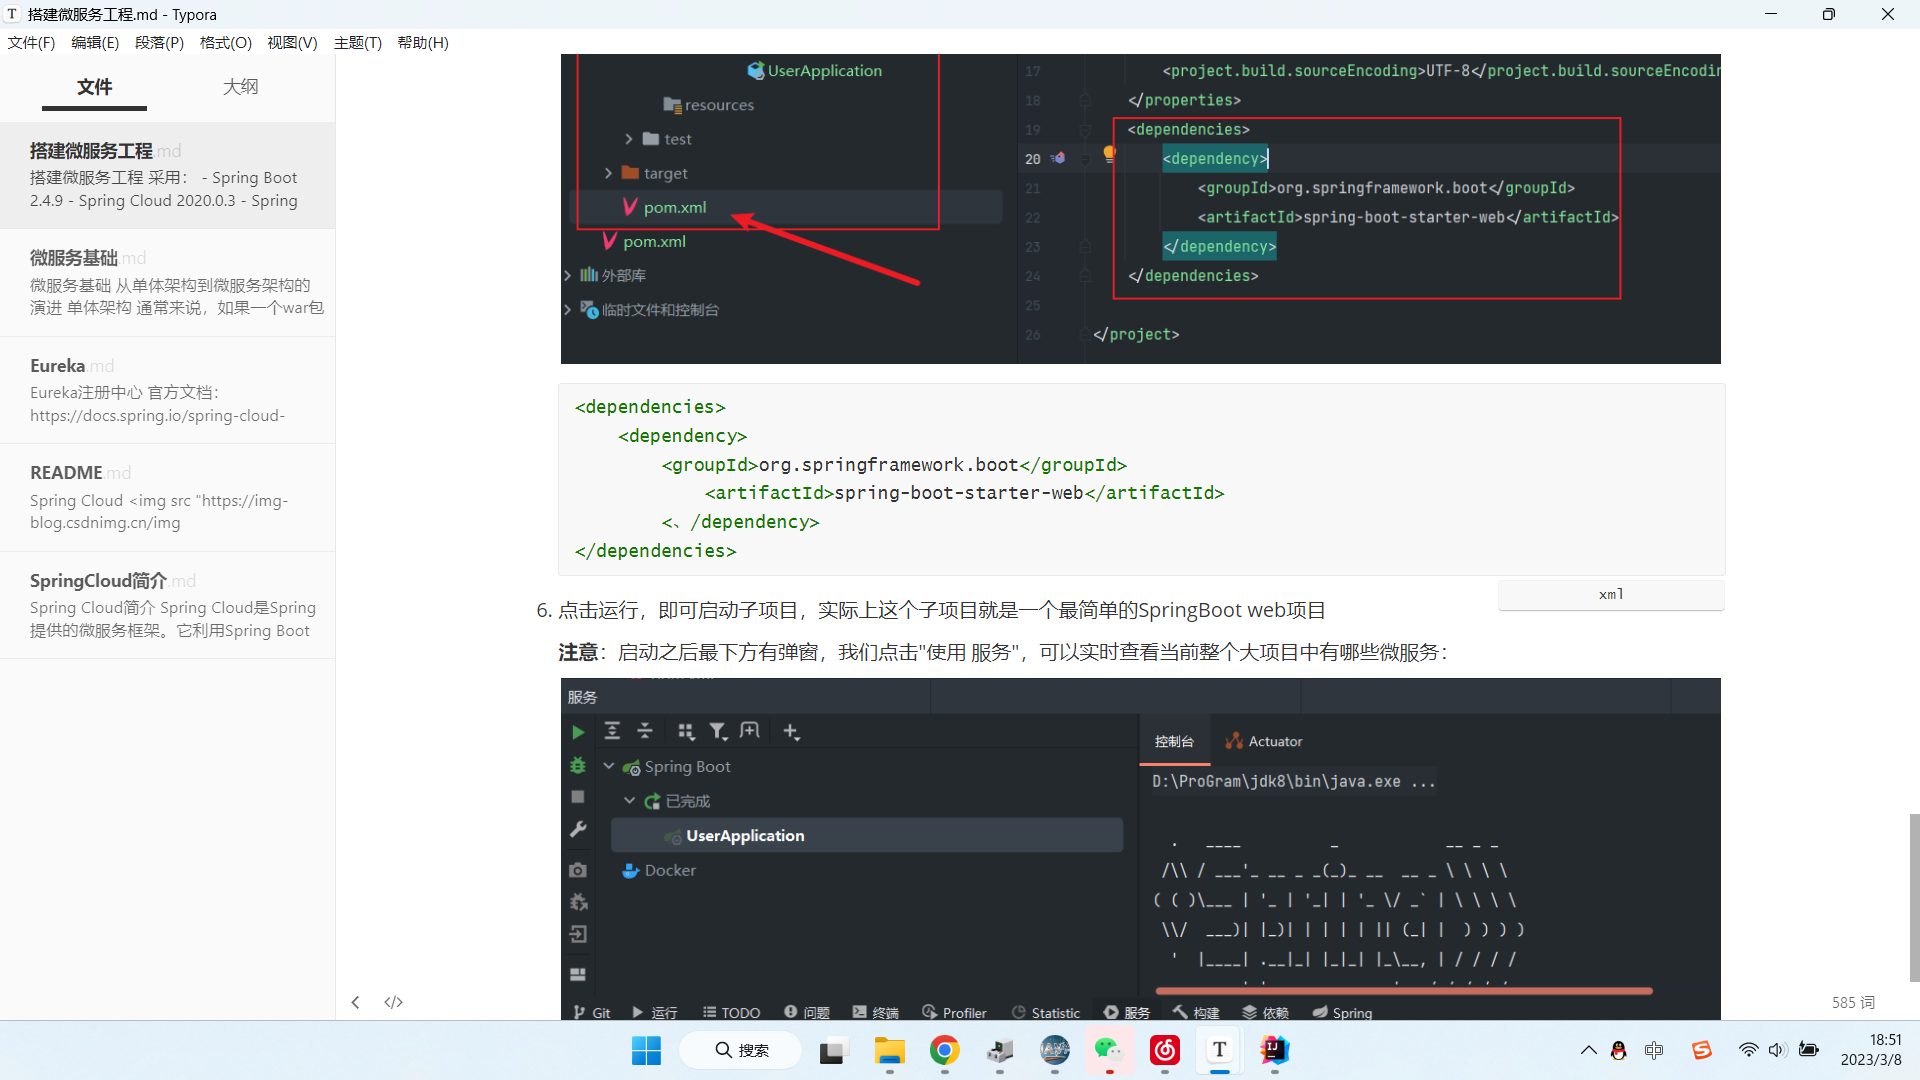 搭建微服务工程.md - Typora
文件(F) 编辑(E) 段落(P) 格式(O) 视图(V) 主题(T) 帮助(H)
文件 大纲
搭建微服务工程.md
搭建微服务工程 采用： - Spring Boot
2.4.9 - Spring Cloud 2020.0.3 - Spring
微服务基础.md
微服务基础 从单体架构到微服务架构的
演进 单体架构 通常来说，如果一个war包
Eureka.md
Eureka注册中心 官方文档：
https://docs.spring.io/spring-cloud-
README.md
Spring Cloud <img src "https://img-
blog.csdnimg.cn/img
SpringCloud简介.md
Spring Cloud简介 Spring Cloud是Spring
提供的微服务框架。它利用Spring Boot
UserApplication
resources
test
target
pom.xml
pom.xml
外部库
临时文件和控制台
17 <project.build.sourceEncoding>UTF-8</project.build.sourceEncodin
18 </properties>
19 <dependencies>
20 <dependency>
21 <groupId>org.springframework.boot</groupId>
22 <artifactId>spring-boot-starter-web</artifactId>
23 </dependency>
24 </dependencies>
25
26 </project>
<dependencies>
<dependency>
<groupId>org.springframework.boot</groupId>
<artifactId>spring-boot-starter-web</artifactId>
<、/dependency>
</dependencies>
xml
6. 点击运行，即可启动子项目，实际上这个子项目就是一个最简单的SpringBoot web项目
注意：启动之后最下方有弹窗，我们点击"使用 服务"，可以实时查看当前整个大项目中有哪些微服务：
服务
Spring Boot
已完成
UserApplication
Docker
控制台 Actuator
D:\ProGram\jdk8\bin\java.exe ...
Git 运行 TODO 问题 终端 Profiler Statistic 服务 构建 依赖 Spring
585 词
搜索
中
18:51
2023/3/8